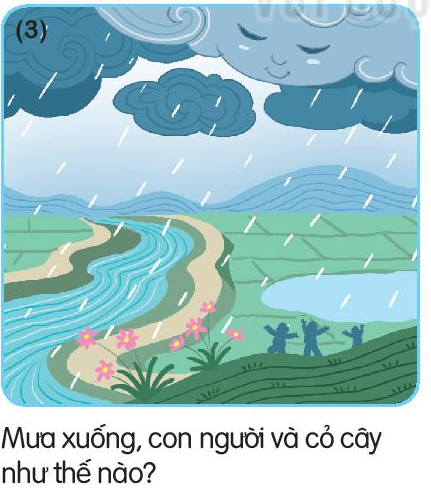 (3)
Mưa xuống, con người và cỏ cây
như thế nào?